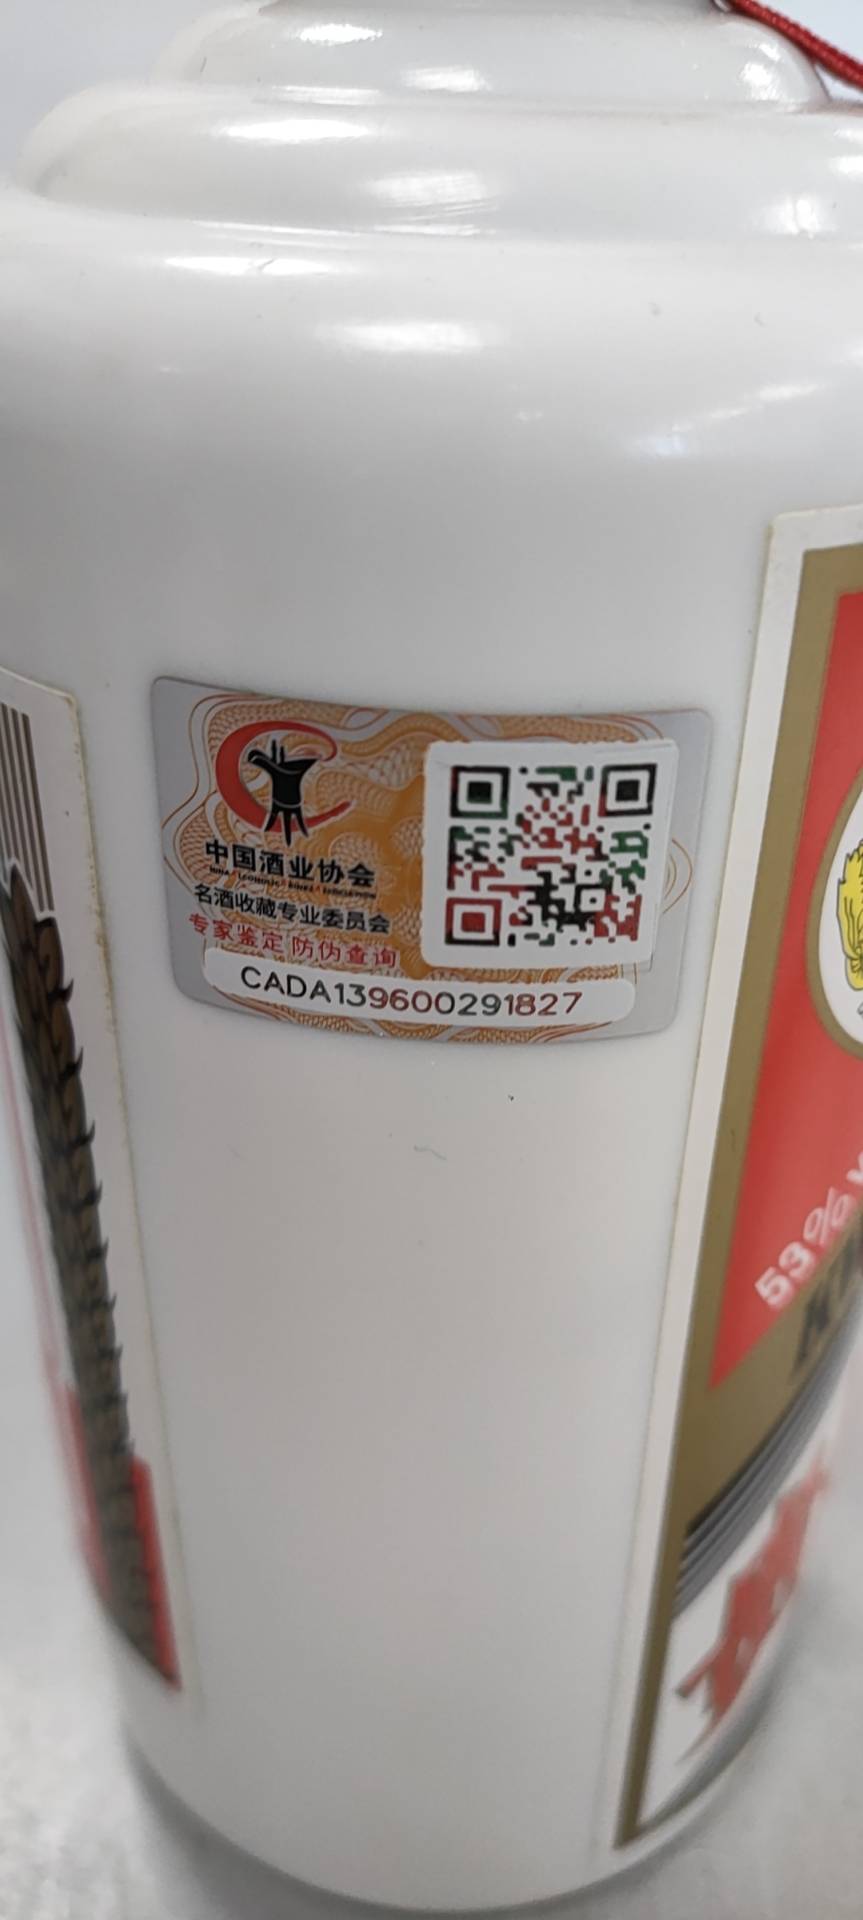 中国酒业协会
名酒收藏专业委员会
专家鉴定 防伪查询
CADA139600291827
53%